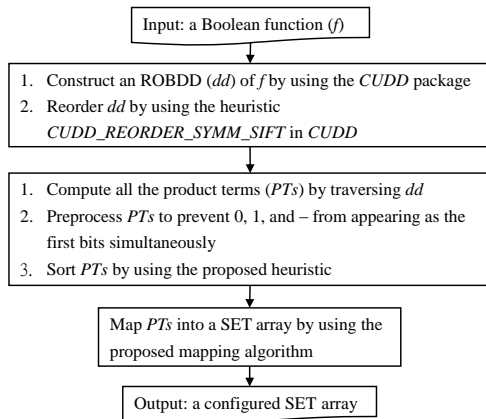 Input: a Boolean function (f)
1. Construct an ROBDD (dd) of f by using the CUDD package
2. Reorder dd by using the heuristic
CUDD_REORDER_SYMM_SIFT in CUDD
1. Compute all the product terms (PTs) by traversing dd
2. Preprocess PTs to prevent 0, 1, and – from appearing as the
first bits simultaneously
3. Sort PTs by using the proposed heuristic
Map PTs into a SET array by using the
proposed mapping algorithm
Output: a configured SET array